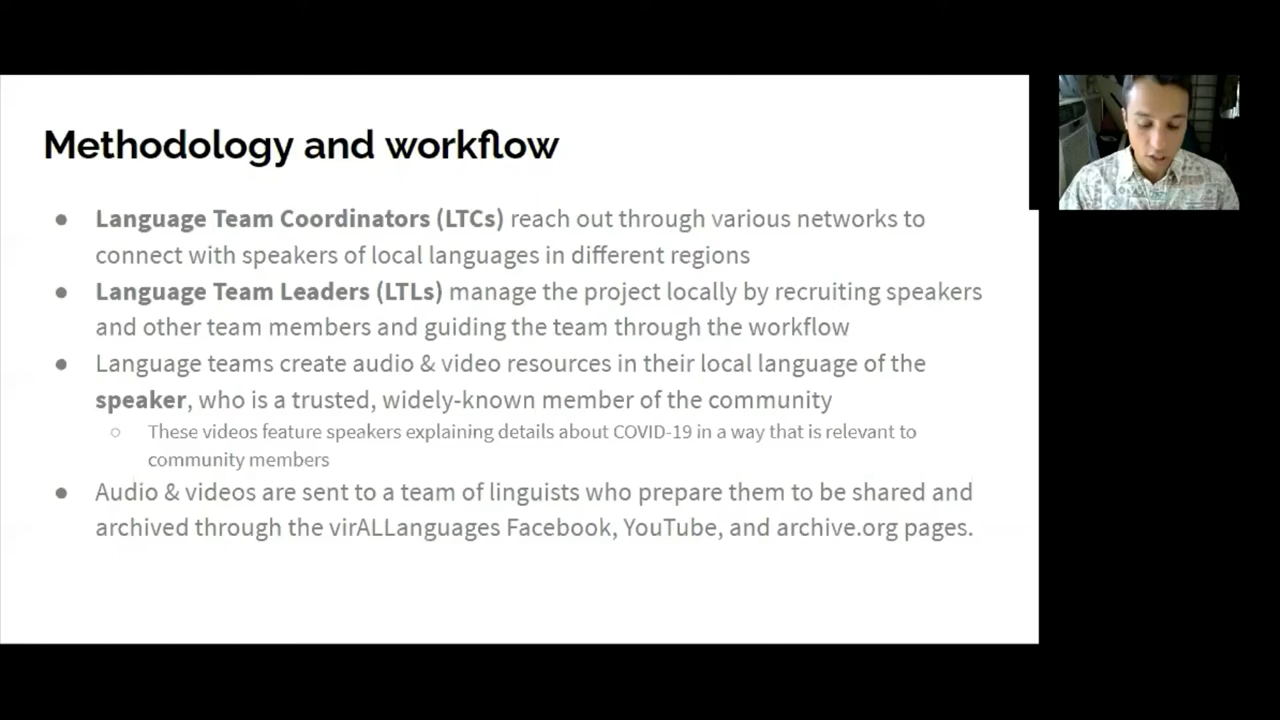 Methodology and workflow
● Language Team Coordinators (LTCs) reach out through various networks to
connect with speakers of local languages in different regions
● Language Team Leaders (LTLs) manage the project locally by recruiting speakers
and other team members and guiding the team through the workflow
● Language teams create audio & video resources in their local language of the
speaker, who is a trusted, widely-known member of the community
○ These videos feature speakers explaining details about COVID-19 in a way that is relevant to
community members
● Audio & videos are sent to a team of linguists who prepare them to be shared and
archived through the virALLanguages Facebook, YouTube, and archive.org pages.